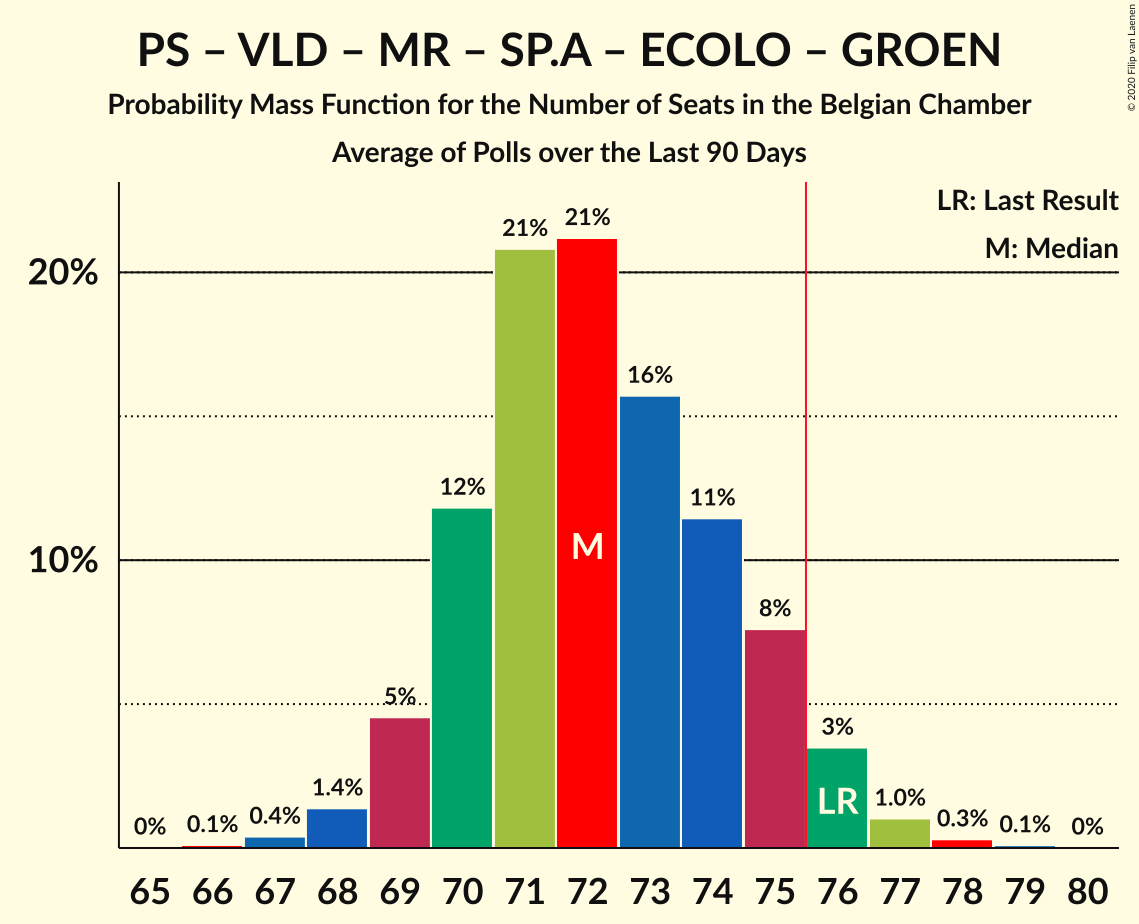 PS – VLD – MR – SP.A – ECOLO – GROEN
Probability Mass Function for the Number of Seats in the Belgian Chamber
Average of Polls over the Last 90 Days
© 2020 Filip van Laenen
LR: Last Result
M: Median
20%
10%
0%
0.1%
0.4%
1.4%
5%
12%
21%
21%
16%
11%
8%
3%
1.0%
0.3%
0.1%
0%
M
LR
65 66 67 68 69 70 71 72 73 74 75 76 77 78 79 80